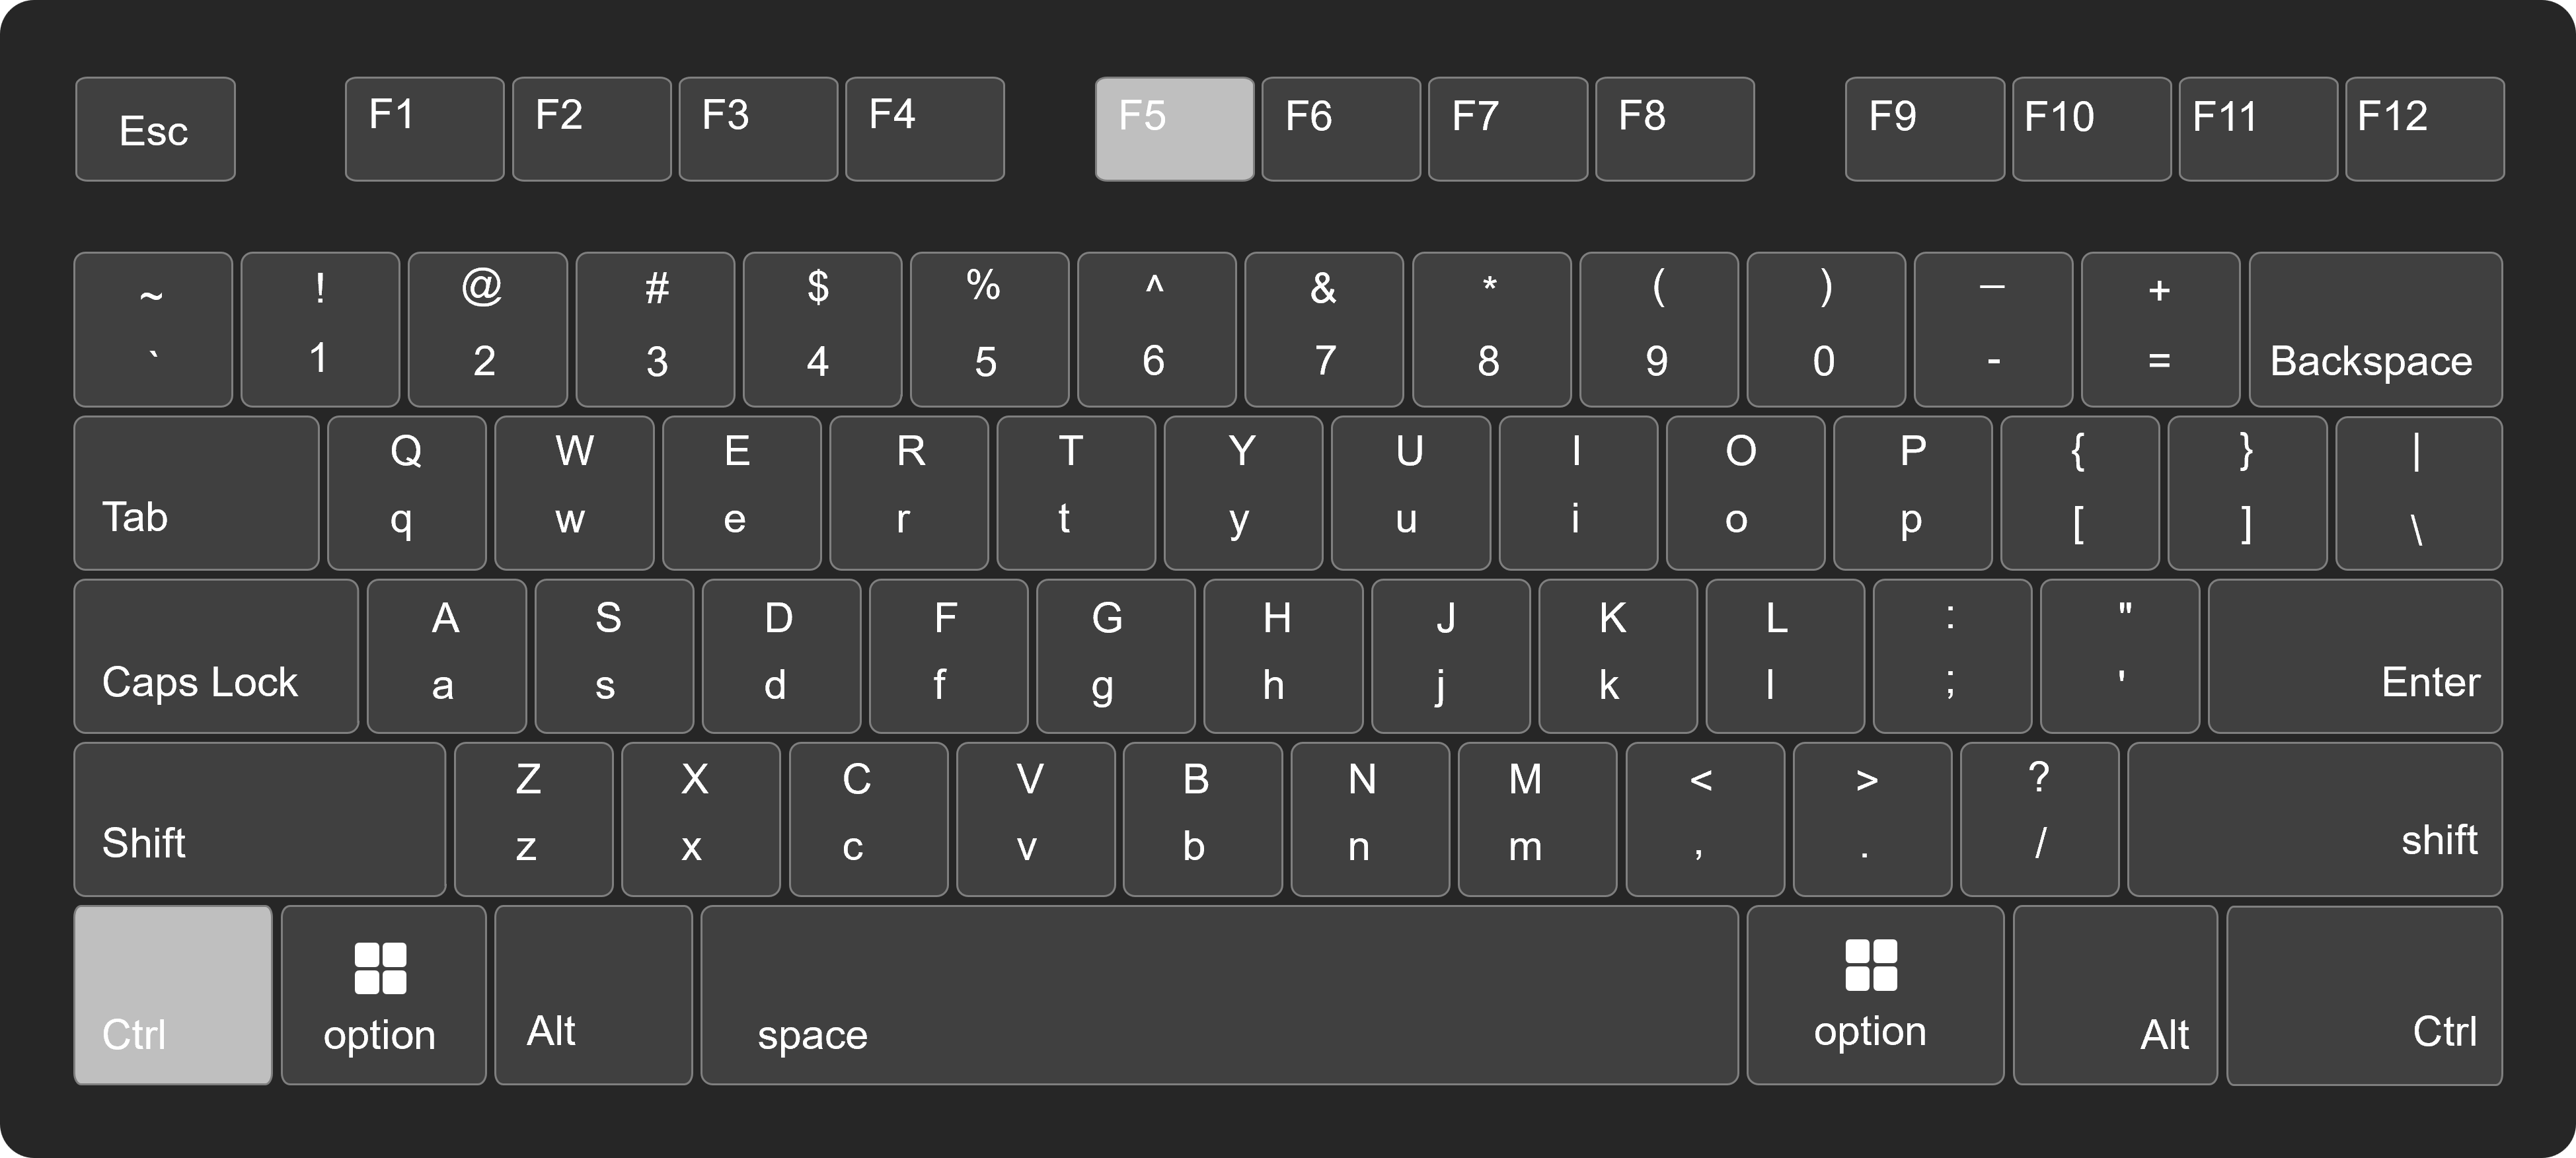 Esc F1 F2 F3 F4 F5 F6 F7 F8 F9 F10 F11 F12
~ ! @ # $ % ^ & * ( ) _ +
` 1 2 3 4 5 6 7 8 9 0 - = Backspace
Q W E R T Y U I O P { } |
Tab q w e r t y u i o p [ ] \
A S D F G H J K L : "
Caps Lock a s d f g h j k l ; ' Enter
Z X C V B N M < > ?
Shift z x c v b n m , . / shift
Ctrl option Alt space option Alt Ctrl